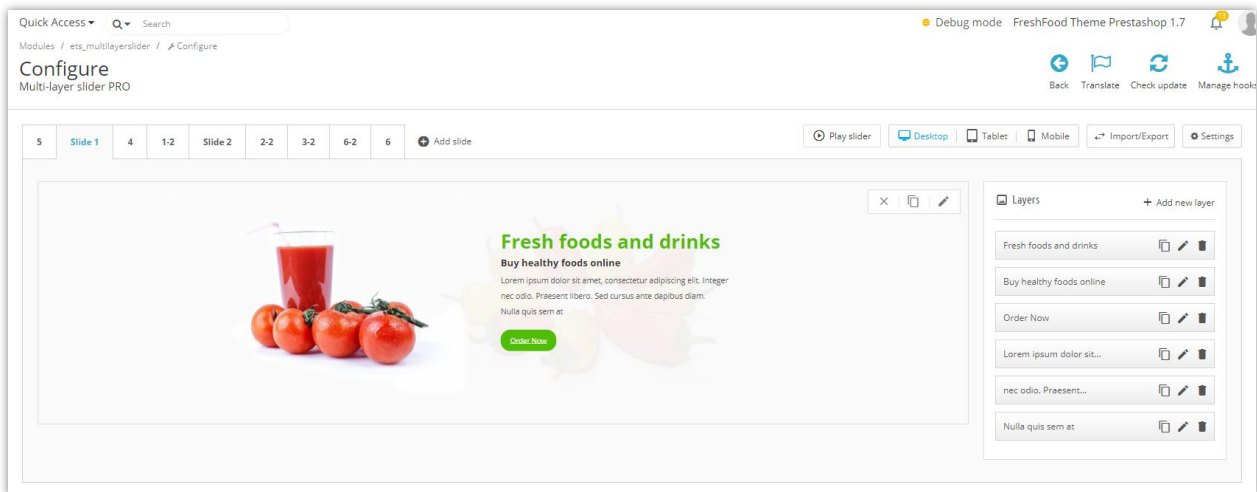 Quick Access Search Debug mode FreshFood Theme Prestashop 1.7 13
Modules / ets_multilayerslider / Configure
Configure
Multi-layer slider PRO
Back Translate Check update Manage hooks
5 Slide 1 4 1-2 Slide 2 2-2 3-2 6-2 6 Add slide Play slider Desktop Tablet Mobile Import/Export Settings
Fresh foods and drinks
Buy healthy foods online
Lorem ipsum dolor sit amet, consectetur adipiscing elit. Integer
nec odio. Praesent libero. Sed cursus ante dapibus diam.
Nulla quis sem at
Order Now
Layers + Add new layer
Fresh foods and drinks
Buy healthy foods online
Order Now
Lorem ipsum dolor sit...
nec odio. Praesent...
Nulla quis sem at